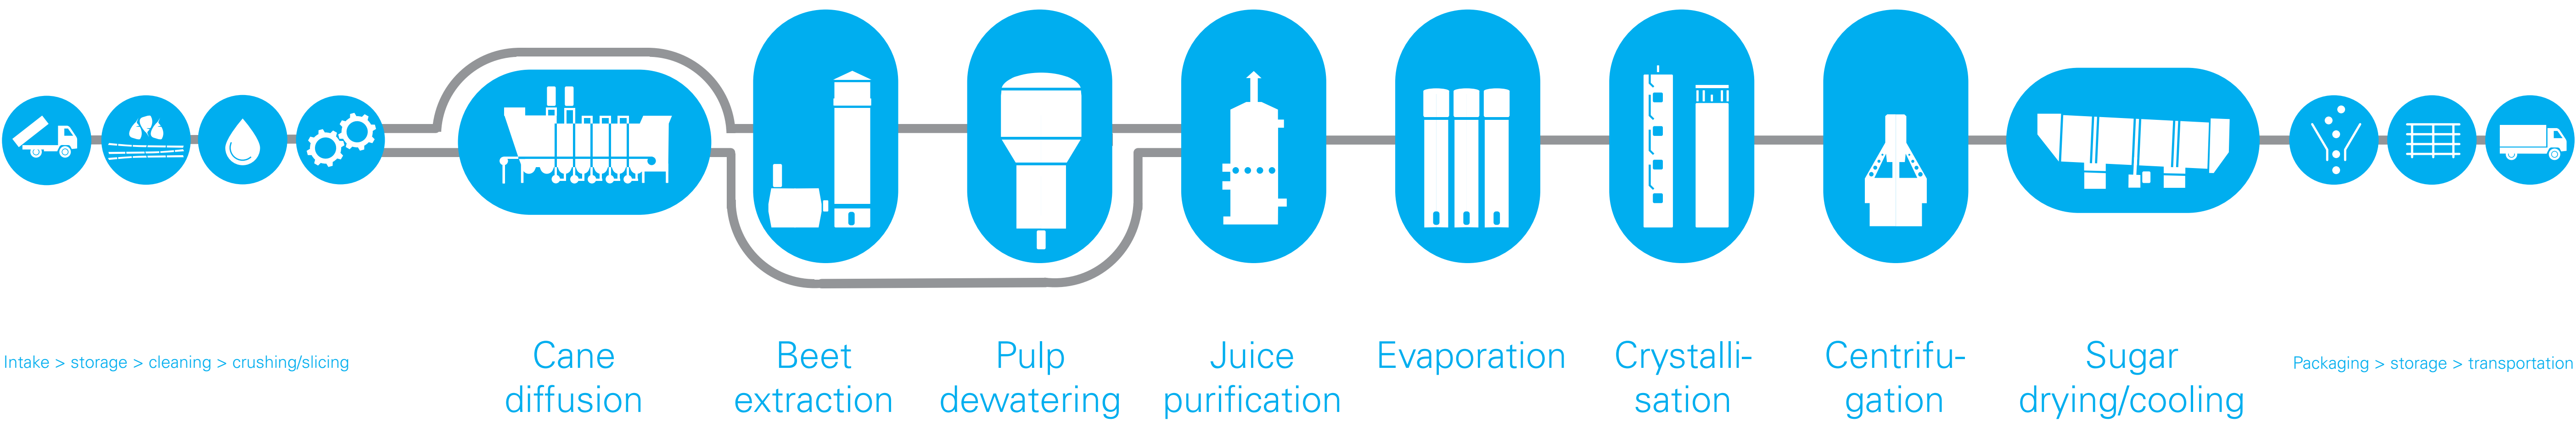 Intake > storage > cleaning > crushing/slicing
Cane
diffusion
Beet
extraction
Pulp
dewatering
Juice
purification
Evaporation
Crystalli-
sation
Centrifu-
gation
Sugar
drying/cooling
Packaging > storage > transportation